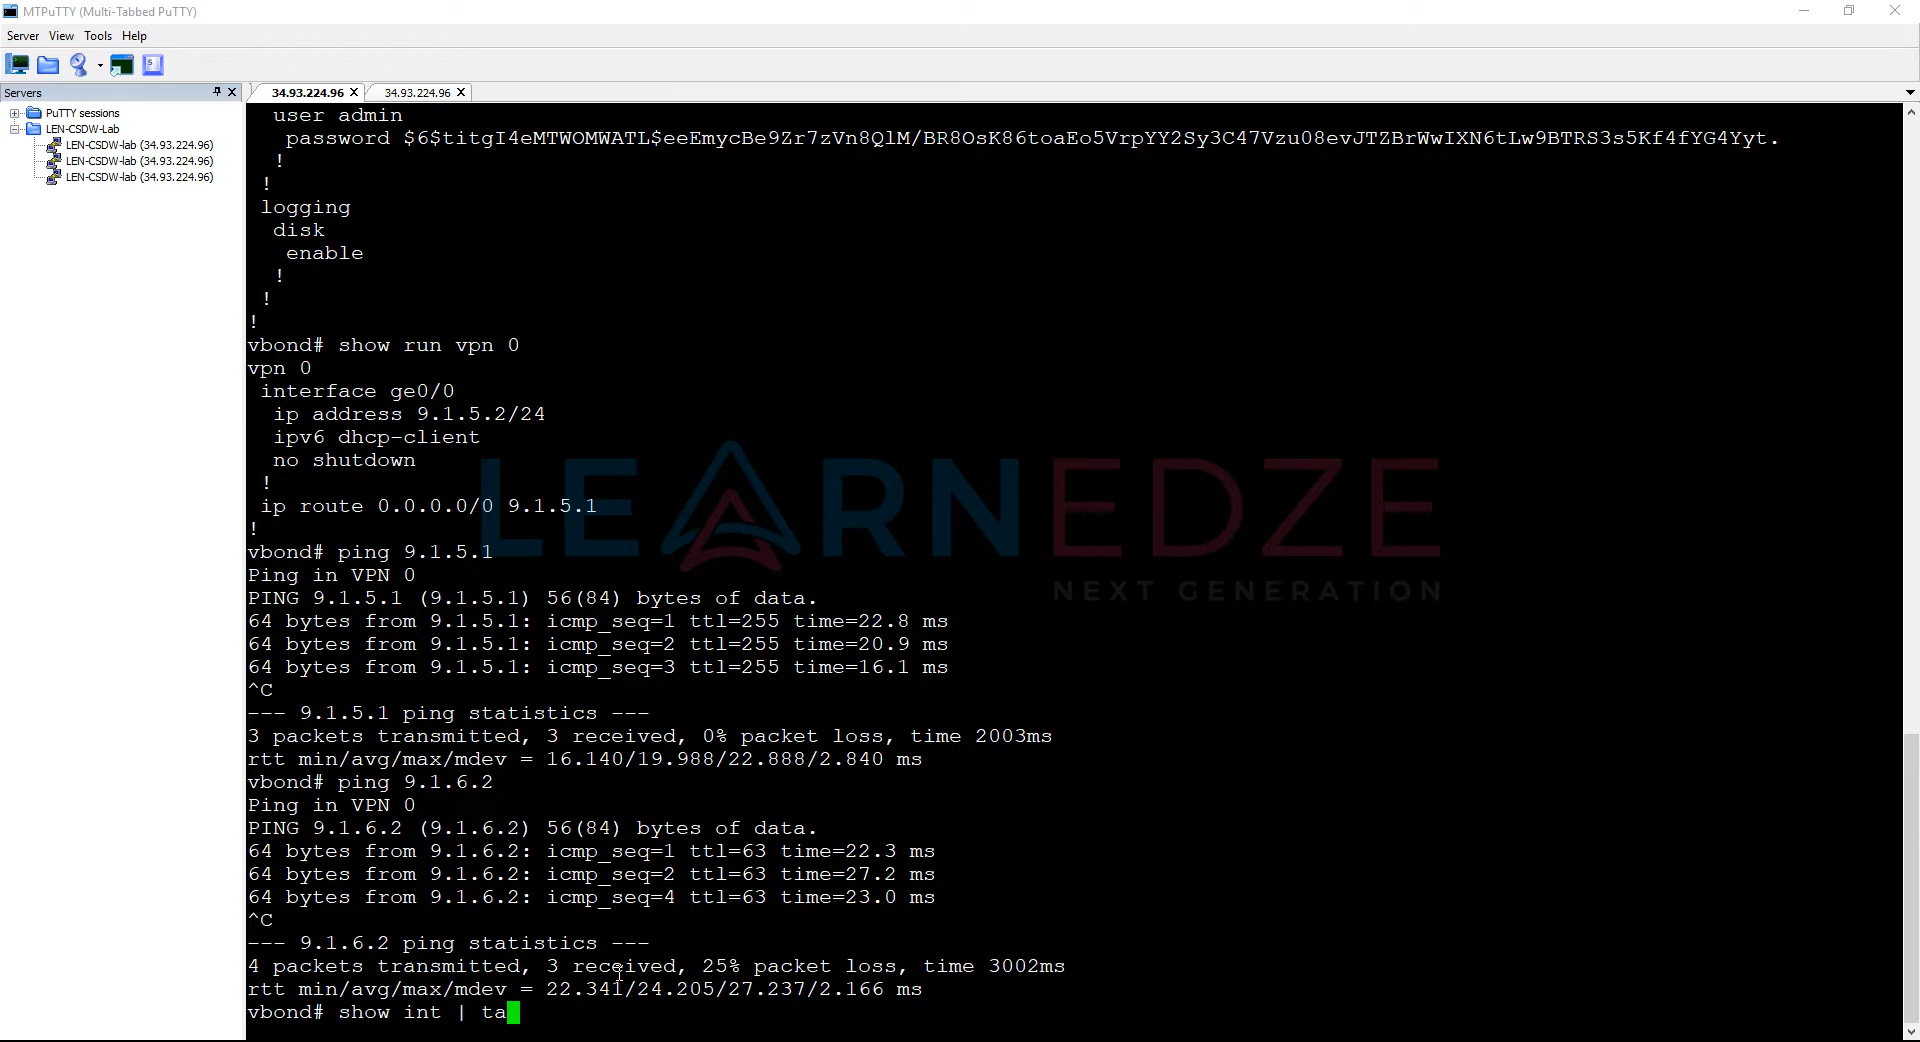 MTPuTTY (Multi-Tabbed PuTTY)
Server View Tools Help
Servers
34.93.224.96
34.93.224.96
PuTTY sessions
LEN-CSDW-Lab
LEN-CSDW-lab (34.93.224.96)
LEN-CSDW-lab (34.93.224.96)
LEN-CSDW-lab (34.93.224.96)
user admin
password $6$titgI4eMTWOMWATL$eeEmycBe9Zr7zVn8QlM/BR8OsK86toaEo5VrpYY2Sy3C47Vzu08evJTZBrWwIXN6tLw9BTRS3s5Kf4fYG4Yyt.
!
!
logging
disk
enable
!
!
!
vbond# show run vpn 0
vpn 0
interface ge0/0
ip address 9.1.5.2/24
ipv6 dhcp-client
no shutdown
!
ip route 0.0.0.0/0 9.1.5.1
!
vbond# ping 9.1.5.1
Ping in VPN 0
PING 9.1.5.1 (9.1.5.1) 56(84) bytes of data.
64 bytes from 9.1.5.1: icmp_seq=1 ttl=255 time=22.8 ms
64 bytes from 9.1.5.1: icmp_seq=2 ttl=255 time=20.9 ms
64 bytes from 9.1.5.1: icmp_seq=3 ttl=255 time=16.1 ms
^C
--- 9.1.5.1 ping statistics ---
3 packets transmitted, 3 received, 0% packet loss, time 2003ms
rtt min/avg/max/mdev = 16.140/19.988/22.888/2.840 ms
vbond# ping 9.1.6.2
Ping in VPN 0
PING 9.1.6.2 (9.1.6.2) 56(84) bytes of data.
64 bytes from 9.1.6.2: icmp_seq=1 ttl=63 time=22.3 ms
64 bytes from 9.1.6.2: icmp_seq=2 ttl=63 time=27.2 ms
64 bytes from 9.1.6.2: icmp_seq=4 ttl=63 time=23.0 ms
^C
--- 9.1.6.2 ping statistics ---
4 packets transmitted, 3 received, 25% packet loss, time 3002ms
rtt min/avg/max/mdev = 22.341/24.205/27.237/2.166 ms
vbond# show int | ta
LEARNEDZE
NEXT GENERATION